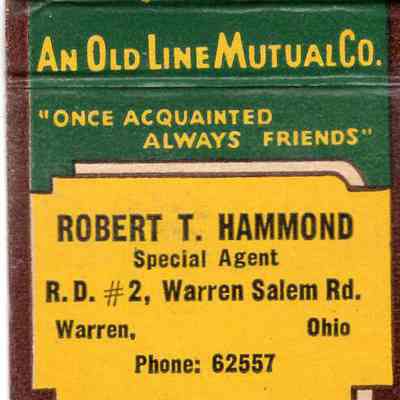 AN OLD LINE MUTUAL CO.
"ONCE ACQUAINTED
ALWAYS FRIENDS"
ROBERT T. HAMMOND
Special Agent
R. D. #2, Warren Salem Rd.
Warren, Ohio
Phone: 62557